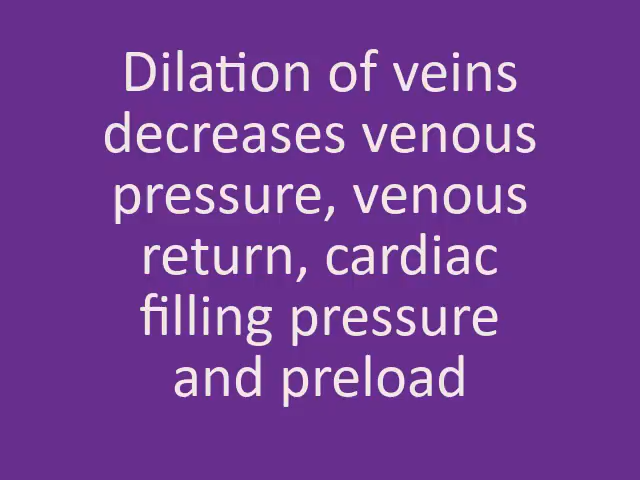 Dilation of veins
decreases venous
pressure, venous
return, cardiac
filling pressure
and preload